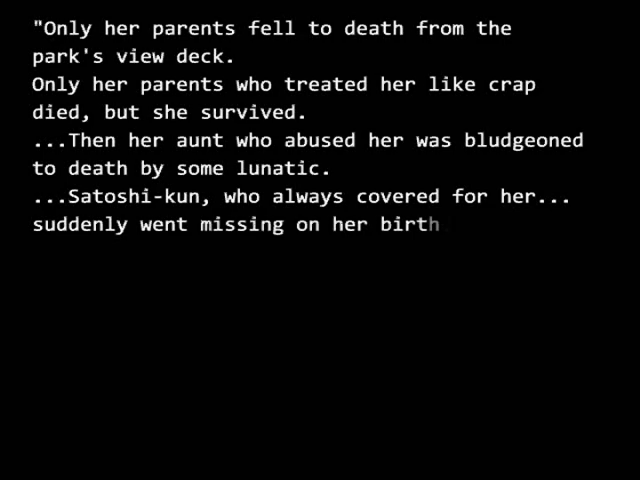 "Only her parents fell to death from the
park's view deck.
Only her parents who treated her like crap
died, but she survived.
...Then her aunt who abused her was bludgeoned
to death by some lunatic.
...Satoshi-kun, who always covered for her...
suddenly went missing on her birth